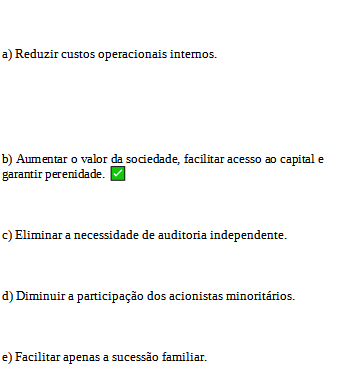 a) Reduzir custos operacionais internos.
b) Aumentar o valor da sociedade, facilitar acesso ao capital e
garantir perenidade. ✅
c) Eliminar a necessidade de auditoria independente.
d) Diminuir a participação dos acionistas minoritários.
e) Facilitar apenas a sucessão familiar.